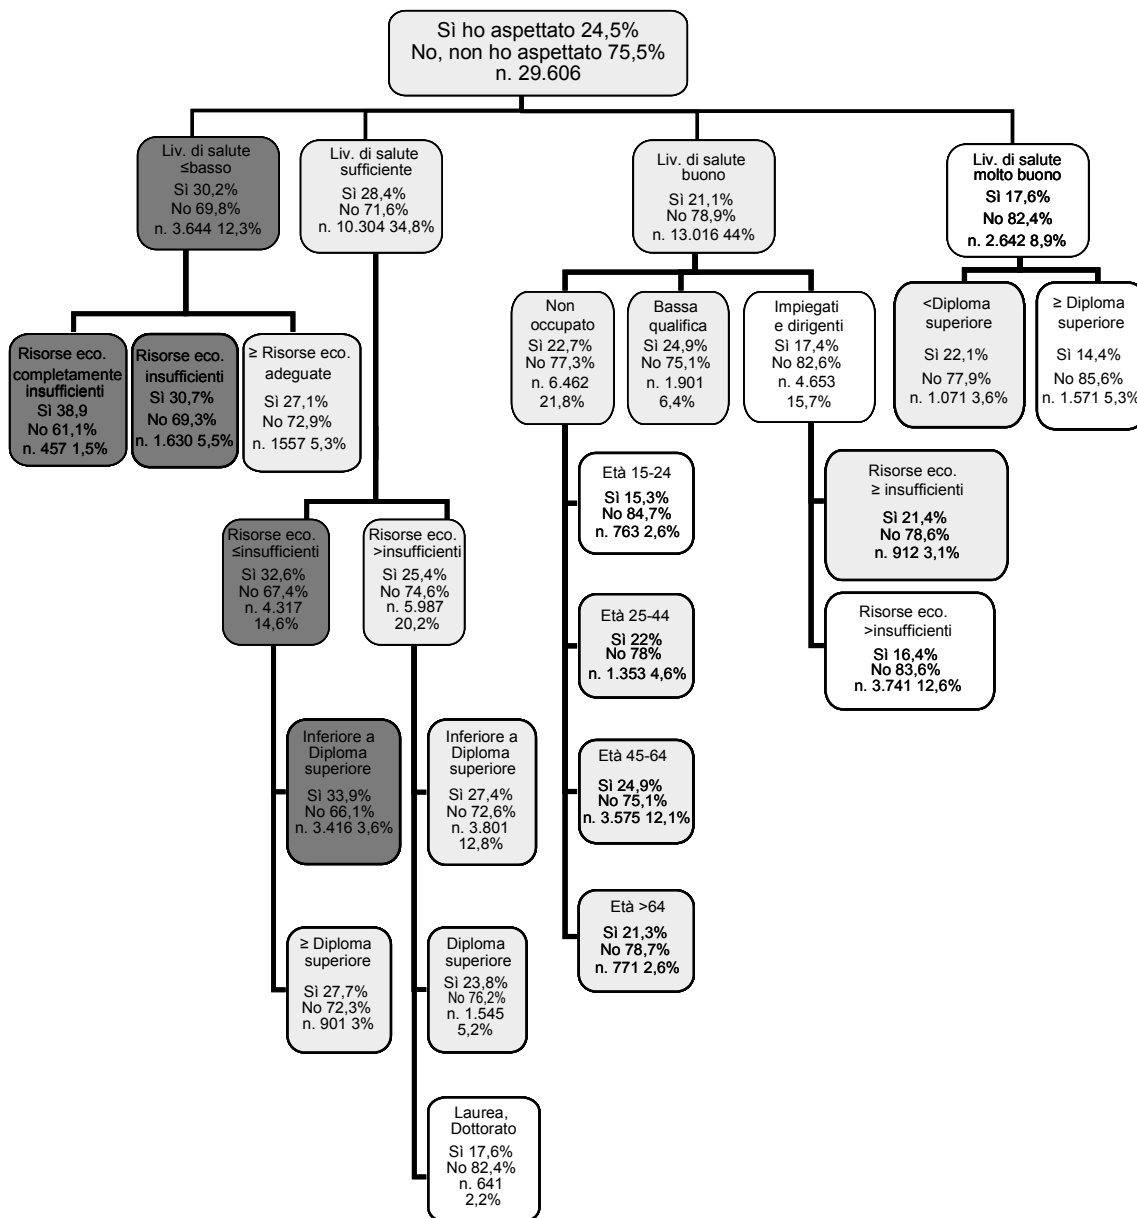 Sì ho aspettato 24,5%
No, non ho aspettato 75,5%
n. 29.606
Liv. di salute
≤basso
Sì 30,2%
No 69,8%
n. 3.644 12,3%
Liv. di salute
sufficiente
Sì 28,4%
No 71,6%
n. 10.304 34,8%
Liv. di salute
buono
Sì 21,1%
No 78,9%
n. 13.016 44%
Liv. di salute
molto buono
Sì 17,6%
No 82,4%
n. 2.642 8,9%
Risorse eco.
completamente
insufficienti
Sì 38,9
No 61,1%
n. 457 1,5%
Risorse eco.
insufficienti
Sì 30,7%
No 69,3%
n. 1.630 5,5%
≥ Risorse eco.
adeguate
Sì 27,1%
No 72,9%
n. 1557 5,3%
Non
occupato
Sì 22,7%
No 77,3%
n. 6.462
21,8%
Bassa
qualifica
Sì 24,9%
No 75,1%
n. 1.901
6,4%
Impiegati
e dirigenti
Sì 17,4%
No 82,6%
n. 4.653
15,7%
<Diploma
superiore
Sì 22,1%
No 77,9%
n. 1.071 3,6%
≥ Diploma
superiore
Sì 14,4%
No 85,6%
n. 1.571 5,3%
Risorse eco.
≤insufficienti
Sì 32,6%
No 67,4%
n. 4.317
14,6%
Risorse eco.
>insufficienti
Sì 25,4%
No 74,6%
n. 5.987
20,2%
Età 15-24
Sì 15,3%
No 84,7%
n. 763 2,6%
Risorse eco.
≥ insufficienti
Sì 21,4%
No 78,6%
n. 912 3,1%
Età 25-44
Sì 22%
No 78%
n. 1.353 4,6%
Risorse eco.
>insufficienti
Sì 16,4%
No 83,6%
n. 3.741 12,6%
Inferiore a
Diploma
superiore
Sì 33,9%
No 66,1%
n. 3.416 3,6%
Inferiore a
Diploma
superiore
Sì 27,4%
No 72,6%
n. 3.801
12,8%
Età 45-64
Sì 24,9%
No 75,1%
n. 3.575 12,1%
Età >64
Sì 21,3%
No 78,7%
n. 771 2,6%
≥ Diploma
superiore
Sì 27,7%
No 72,3%
n. 901 3%
Diploma
superiore
Sì 23,8%
No 76,2%
n. 1.545
5,2%
Laurea,
Dottorato
Sì 17,6%
No 82,4%
n. 641
2,2%